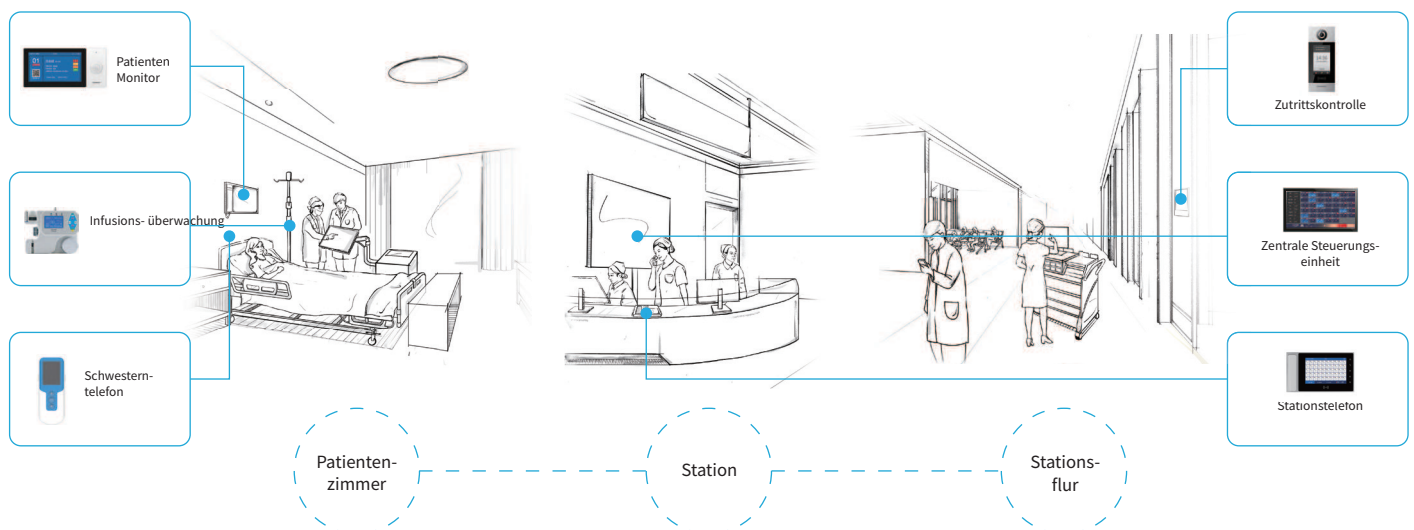 Patienten
Monitor
Infusions- überwachung
Schwestern-
telefon
Zutrittskontrolle
Zentrale Steuerungs-
einheit
Stationstelefon
Patienten-
zimmer
Station
Stations-
flur